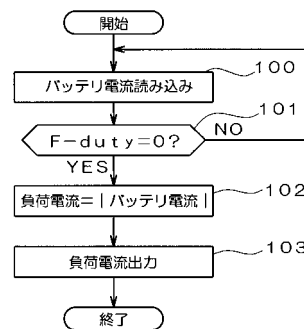 開始
100
バッテリ電流読み込み
101
F-duty=0?
NO
YES
102
負荷電流=|バッテリ電流|
103
負荷電流出力
終了